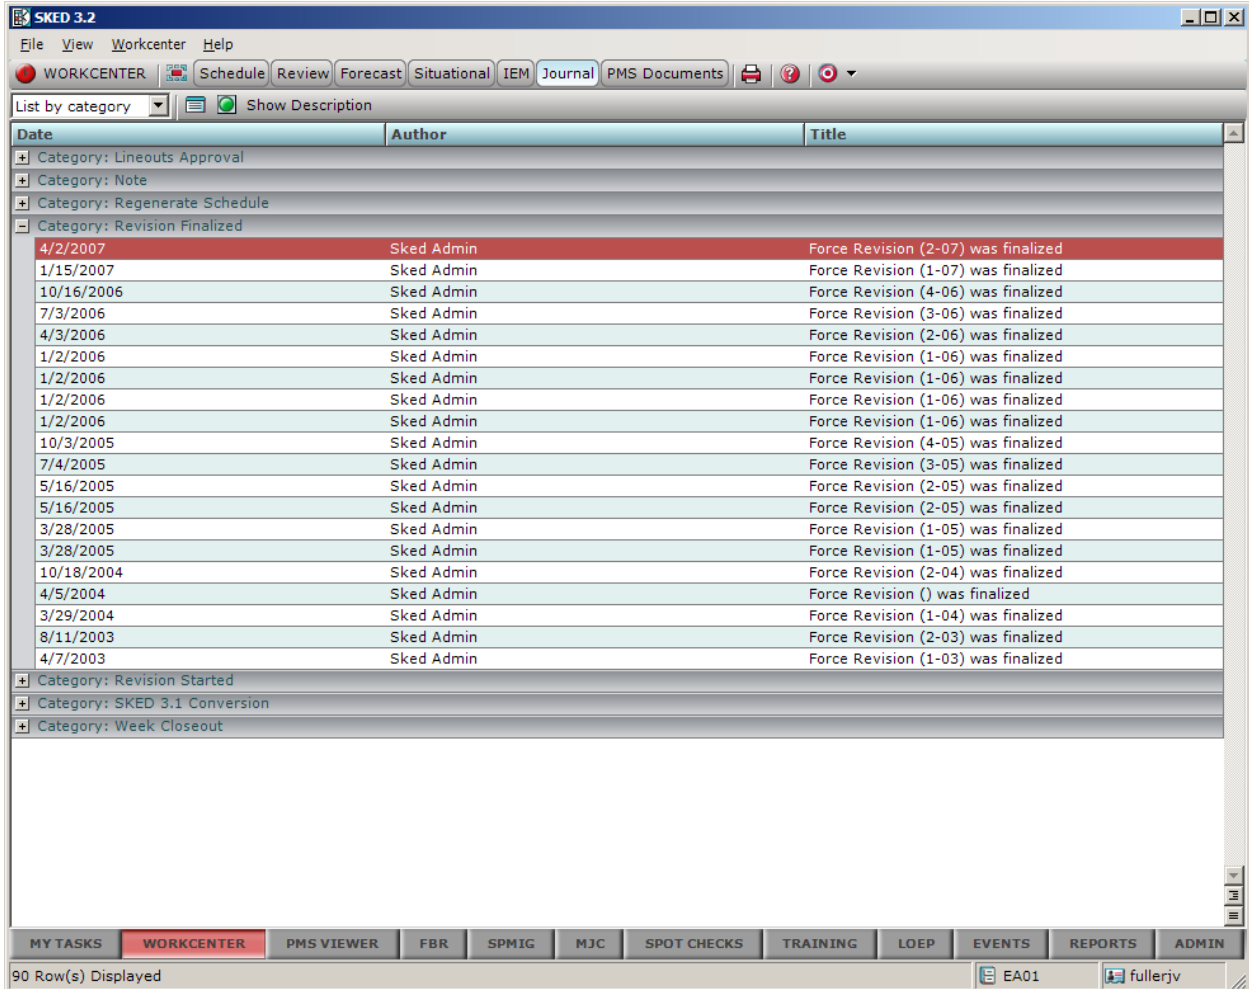 SKED 3.2
File View Workcenter Help
WORKCENTER Schedule Review Forecast Situational IEM Journal PMS Documents
List by category Show Description
Date Author Title
Category: Lineouts Approval
Category: Note
Category: Regenerate Schedule
Category: Revision Finalized
4/2/2007 Sked Admin Force Revision (2-07) was finalized
1/15/2007 Sked Admin Force Revision (1-07) was finalized
10/16/2006 Sked Admin Force Revision (4-06) was finalized
7/3/2006 Sked Admin Force Revision (3-06) was finalized
4/3/2006 Sked Admin Force Revision (2-06) was finalized
1/2/2006 Sked Admin Force Revision (1-06) was finalized
1/2/2006 Sked Admin Force Revision (1-06) was finalized
1/2/2006 Sked Admin Force Revision (1-06) was finalized
1/2/2006 Sked Admin Force Revision (1-06) was finalized
10/3/2005 Sked Admin Force Revision (4-05) was finalized
7/4/2005 Sked Admin Force Revision (3-05) was finalized
5/16/2005 Sked Admin Force Revision (2-05) was finalized
5/16/2005 Sked Admin Force Revision (2-05) was finalized
3/28/2005 Sked Admin Force Revision (1-05) was finalized
3/28/2005 Sked Admin Force Revision (1-05) was finalized
10/18/2004 Sked Admin Force Revision (2-04) was finalized
4/5/2004 Sked Admin Force Revision () was finalized
3/29/2004 Sked Admin Force Revision (1-04) was finalized
8/11/2003 Sked Admin Force Revision (2-03) was finalized
4/7/2003 Sked Admin Force Revision (1-03) was finalized
Category: Revision Started
Category: SKED 3.1 Conversion
Category: Week Closeout
MY TASKS WORKCENTER PMS VIEWER FBR SPMIG MJC SPOT CHECKS TRAINING LOEP EVENTS REPORTS ADMIN
90 Row(s) Displayed EA01 fullerjv